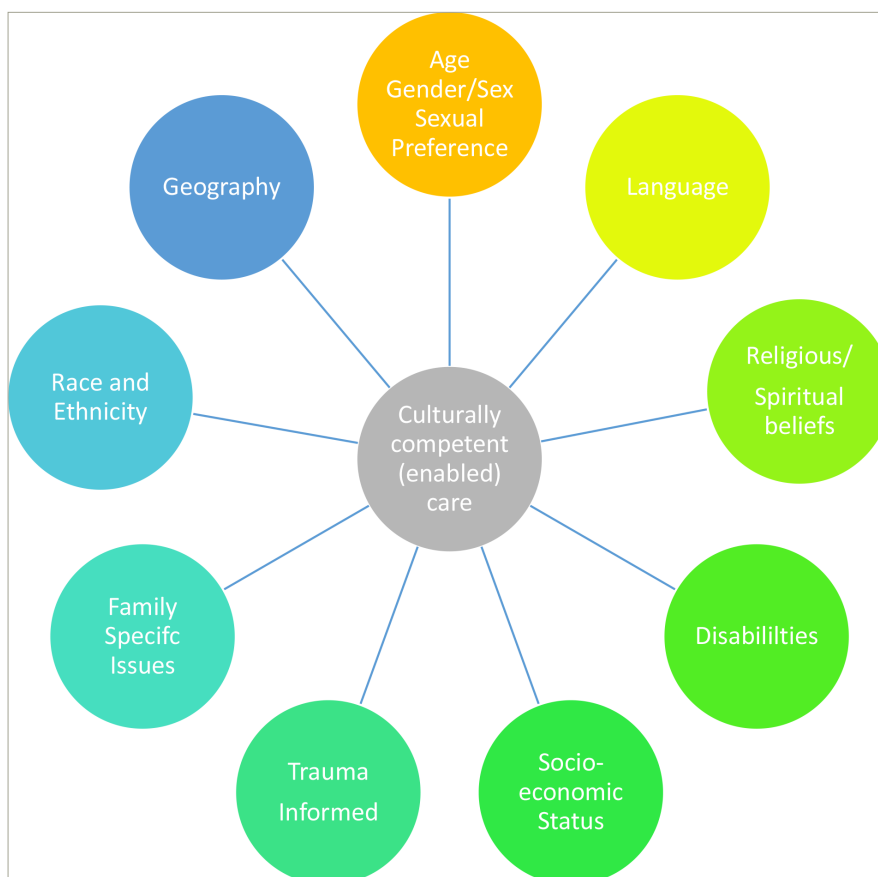 Age
Gender/Sex
Sexual
Preference
Language
Religious/
Spiritual
beliefs
Disabililties
Socio-
economic
Status
Trauma
Informed
Family
Specifc
Issues
Race and
Ethnicity
Geography
Culturally
competent
(enabled)
care